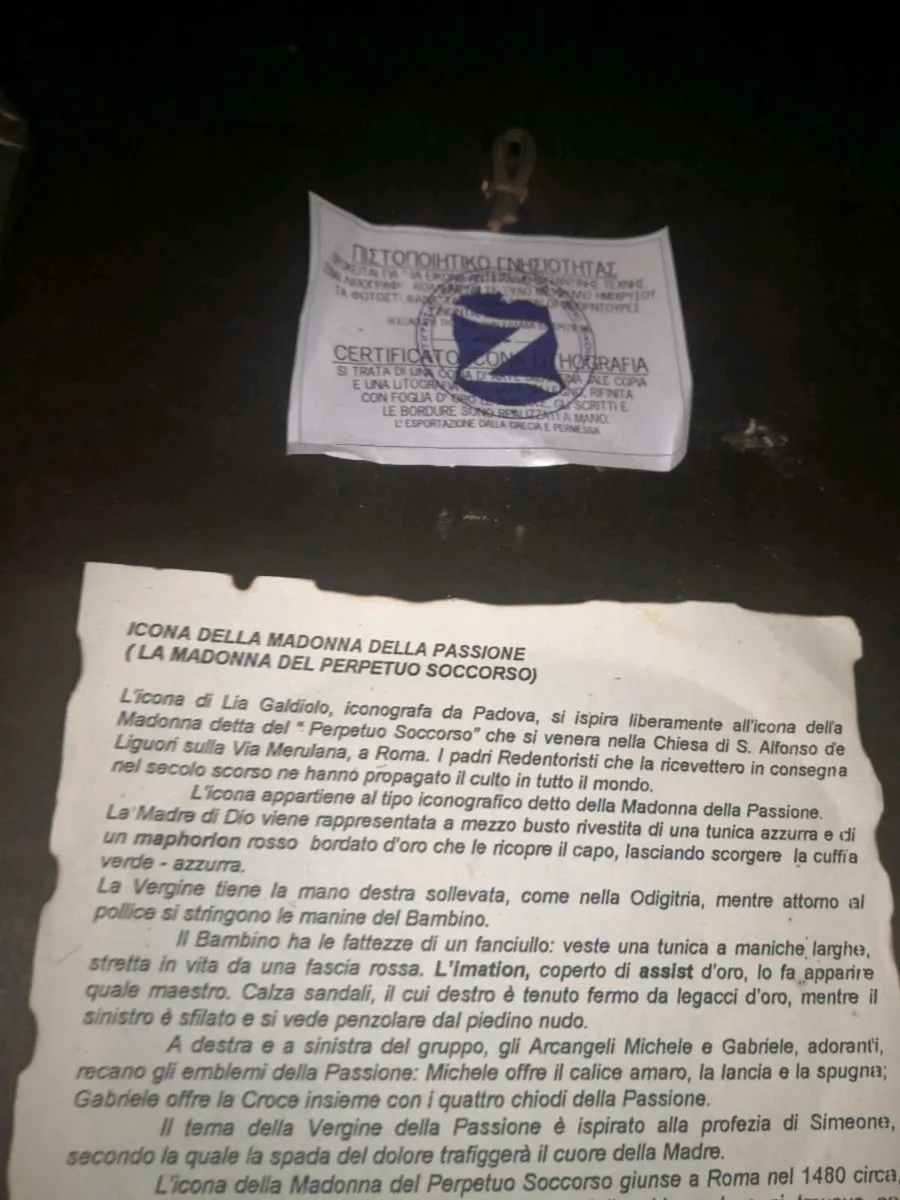 ΠΙΣΤΟΠΟΙΗΤΙΚΟ ΓΝΗΣΙΟΤΗΤΑΣ
CERTIFICATO ICONA LITHOGRAFIA
SI TRATA DI UNA COPIA D' ARTE TALE COPIA
E UNA LITOGRAFIA RIFINITA
CON FOGLIA D' ORO GLI SCRITTI E
LE BORDURE SONO REALIZZATI A MANO.
L' ESPORTAZIONE DALLA GRECIA E PERMESSA
ICONA DELLA MADONNA DELLA PASSIONE
( LA MADONNA DEL PERPETUO SOCCORSO)
L'icona di Lia Galdiolo, iconografa da Padova, si ispira liberamente all'icona della
Madonna detta del " Perpetuo Soccorso" che si venera nella Chiesa di S. Alfonso de
Liguori sulla Via Merulana, a Roma. I padri Redentoristi che la ricevettero in consegna
nel secolo scorso ne hanno propagato il culto in tutto il mondo.
L'icona appartiene al tipo iconografico detto della Madonna della Passione.
La Madre di Dio viene rappresentata a mezzo busto rivestita di una tunica azzurra e di
un maphorion rosso bordato d'oro che le ricopre il capo, lasciando scorgere la cuffia
verde - azzurra.
La Vergine tiene la mano destra sollevata, come nella Odigitria, mentre attorno al
pollice si stringono le manine del Bambino.
Il Bambino ha le fattezze di un fanciullo: veste una tunica a maniche larghe,
stretta in vita da una fascia rossa. L'imation, coperto di assist d'oro, lo fa apparire
quale maestro. Calza sandali, il cui destro è tenuto fermo da legacci d'oro, mentre il
sinistro è sfilato e si vede penzolare dal piedino nudo.
A destra e a sinistra del gruppo, gli Arcangeli Michele e Gabriele, adoranti,
recano gli emblemi della Passione: Michele offre il calice amaro, la lancia e la spugna;
Gabriele offre la Croce insieme con i quattro chiodi della Passione.
Il tema della Vergine della Passione è ispirato alla profezia di Simeone,
secondo la quale la spada del dolore trafiggerà il cuore della Madre.
L'icona della Madonna del Perpetuo Soccorso giunse a Roma nel 1480 circa,